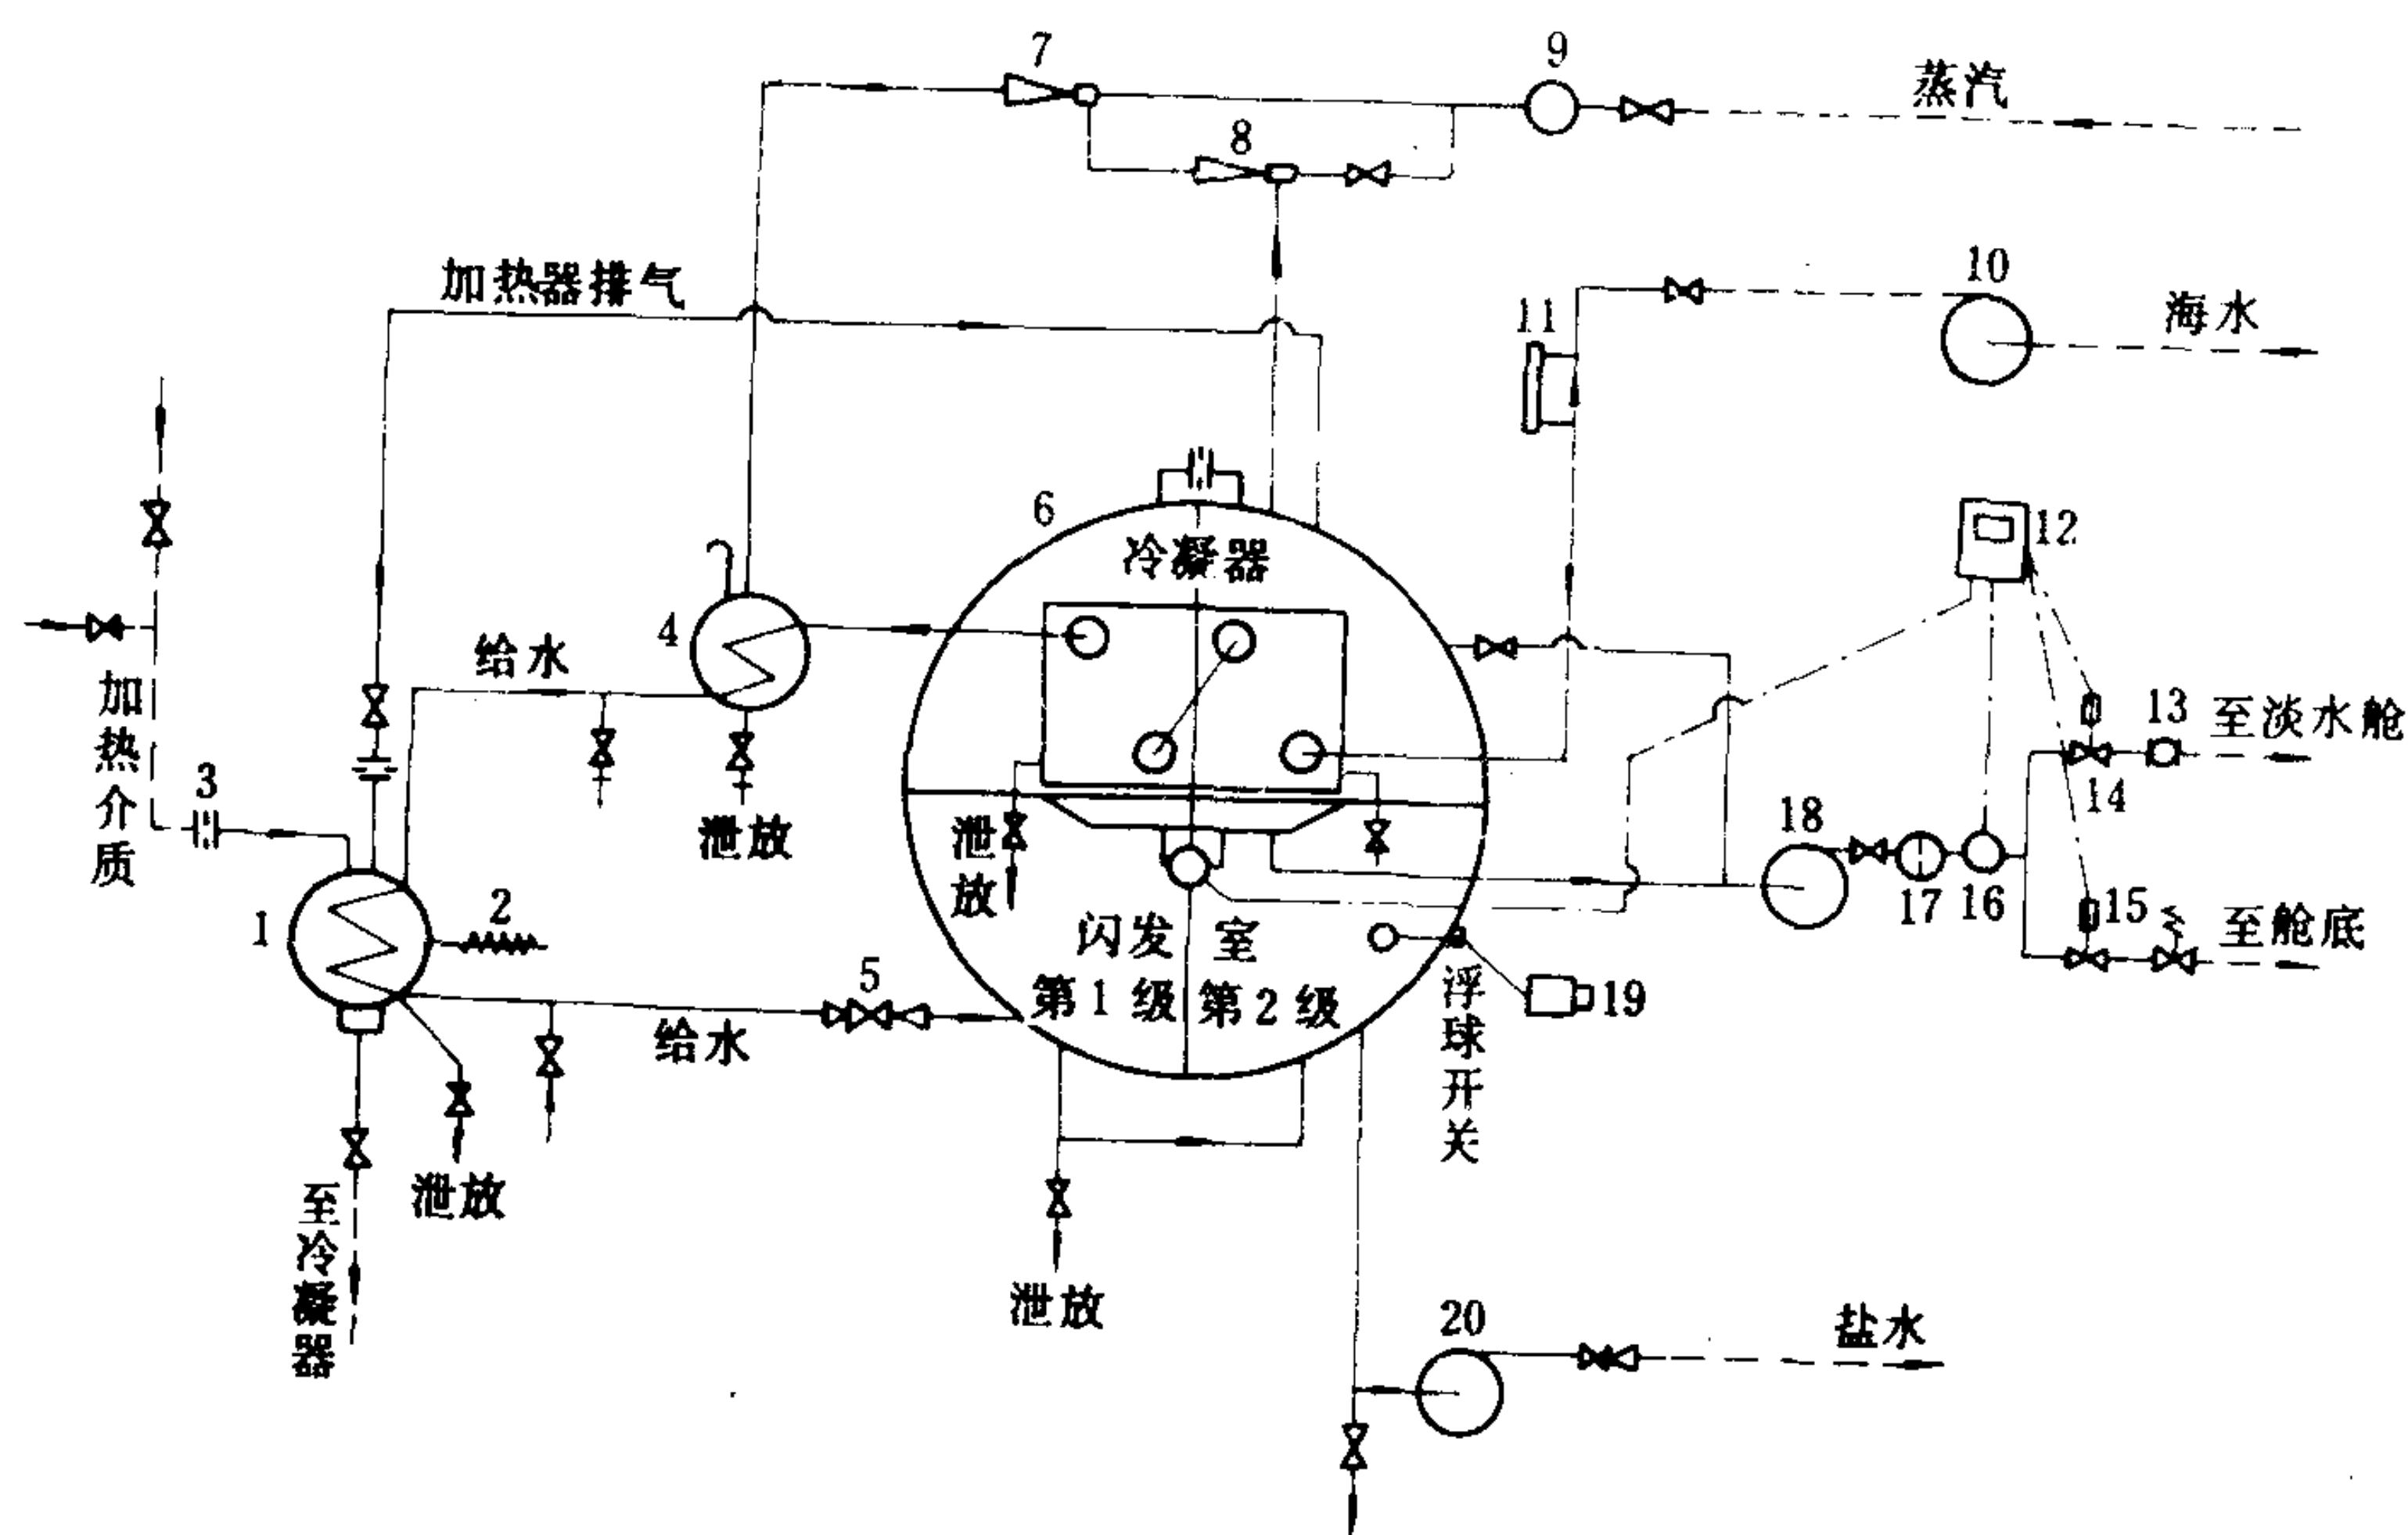 7
9
蒸汽
8
10
海水
加热器排气
11
6
12
冷凝器
4
给水
加热介质
13
至淡水舱
14
3
18
泄放
泄放
17
16
15
至舱底
1
2
闪发室
第1级
第2级
5
给水
浮球开关
19
泄放
至冷凝器
泄放
20
盐水